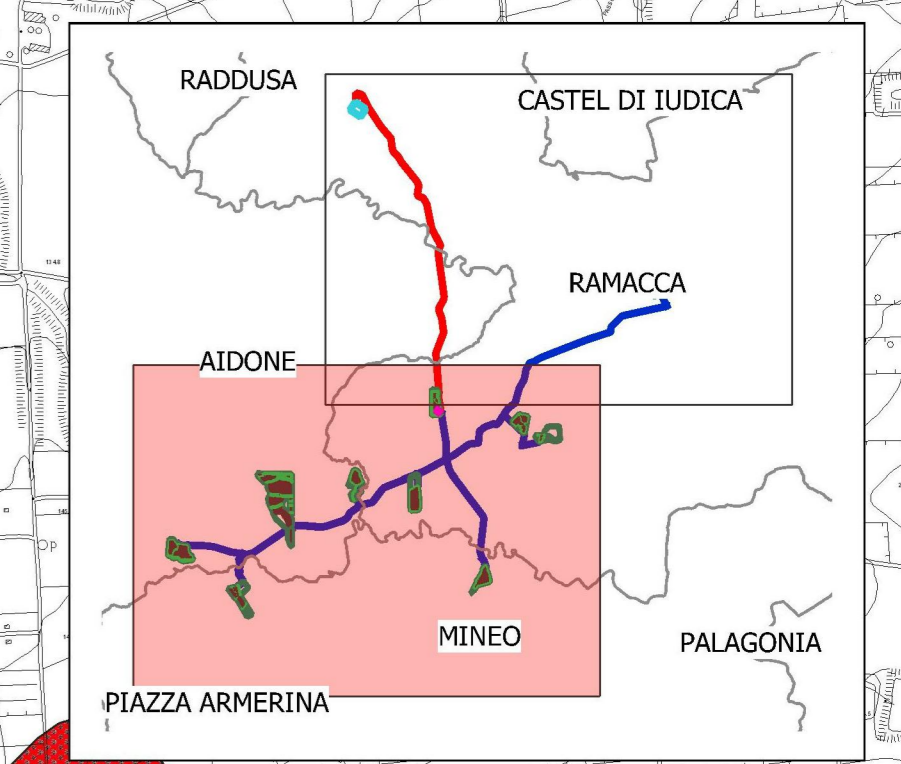 RADDUSA
CASTEL DI IUDICA
RAMACCA
AIDONE
MINEO
PALAGONIA
PIAZZA ARMERINA